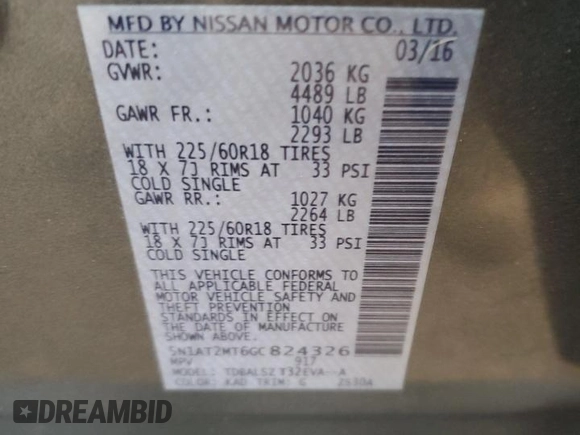 MFD BY NISSAN MOTOR CO., LTD.
DATE: 03/16
GVWR: 2036 KG
4489 LB
GAWR FR.: 1040 KG
2293 LB
WITH 225/60R18 TIRES
18 X 7J RIMS AT 33 PSI
COLD SINGLE
GAWR RR.: 1027 KG
2264 LB
WITH 225/60R18 TIRES
18 X 7J RIMS AT 33 PSI
COLD SINGLE
THIS VEHICLE CONFORMS TO
ALL APPLICABLE FEDERAL
MOTOR VEHICLE SAFETY AND
THEFT PREVENTION
STANDARDS IN EFFECT ON
THE DATE OF MANUFACTURE
SHOWN ABOVE.
5N1AT2MT6GC824326
MPV 917
MODEL:
COLOR: KAD TRIM: G
DREAMBID